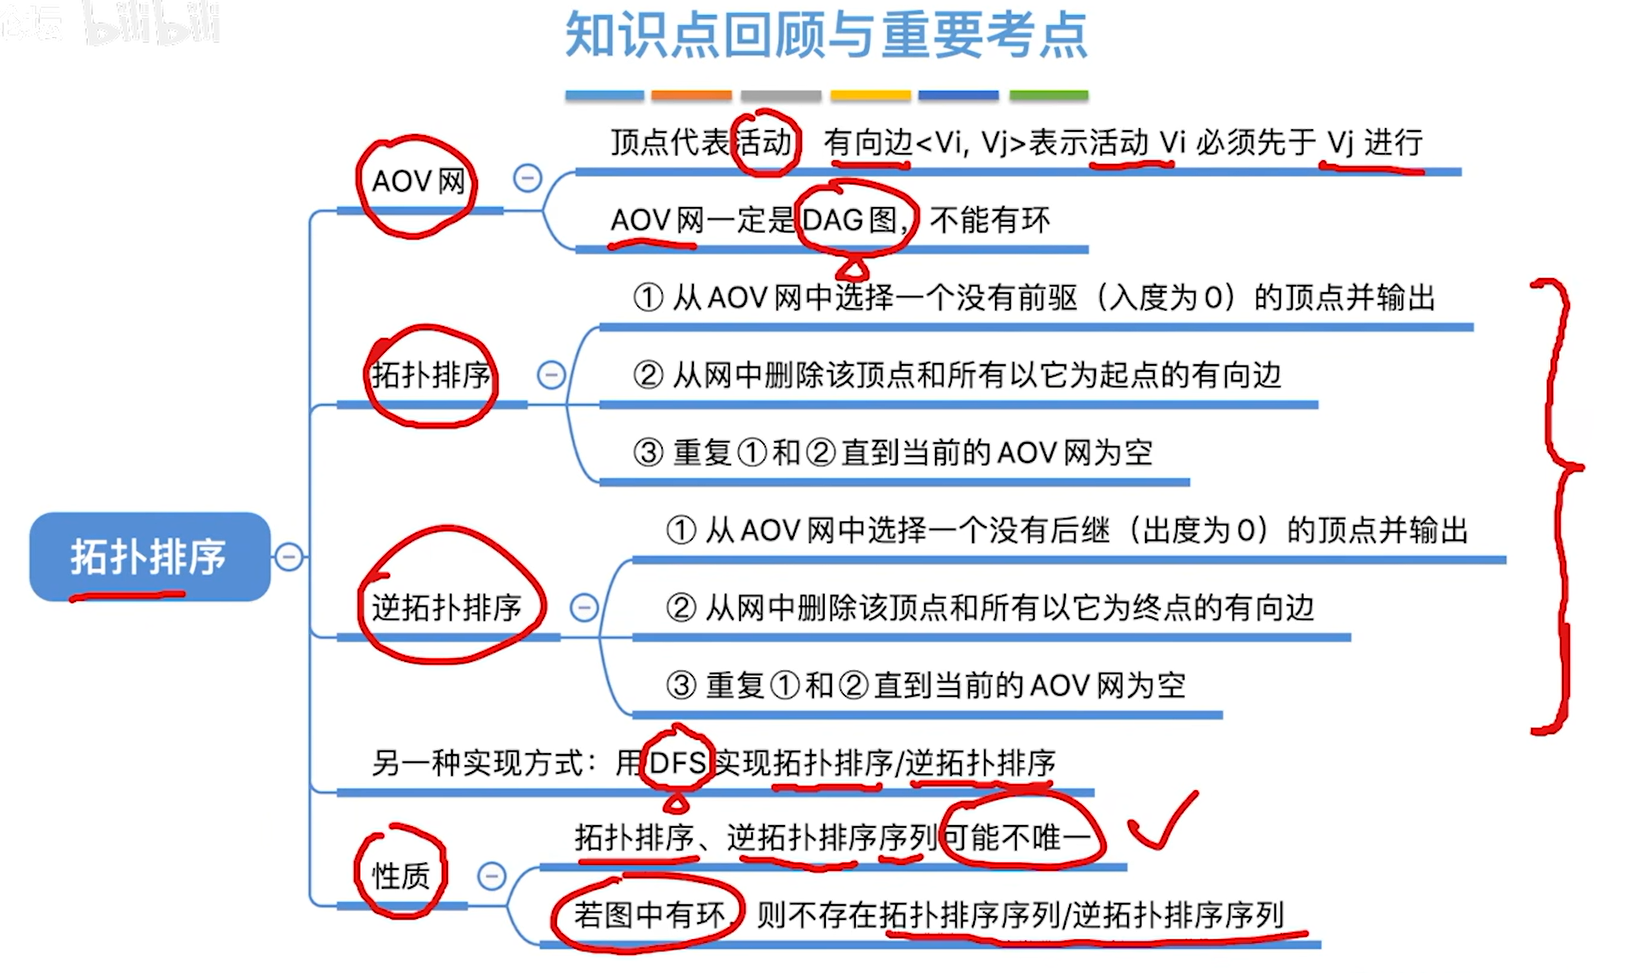 bilibili
知识点回顾与重要考点
顶点代表活动 有向边<Vi, Vj>表示活动 Vi 必须先于 Vj 进行
AOV网
AOV网一定是DAG图，不能有环
① 从AOV网中选择一个没有前驱（入度为0）的顶点并输出
拓扑排序
② 从网中删除该顶点和所有以它为起点的有向边
③ 重复①和②直到当前的AOV网为空
拓扑排序
① 从AOV网中选择一个没有后继（出度为0）的顶点并输出
逆拓扑排序
② 从网中删除该顶点和所有以它为终点的有向边
③ 重复①和②直到当前的AOV网为空
另一种实现方式：用DFS实现拓扑排序/逆拓扑排序
拓扑排序、逆拓扑排序序列可能不唯一
性质
若图中有环，则不存在拓扑排序序列/逆拓扑排序序列